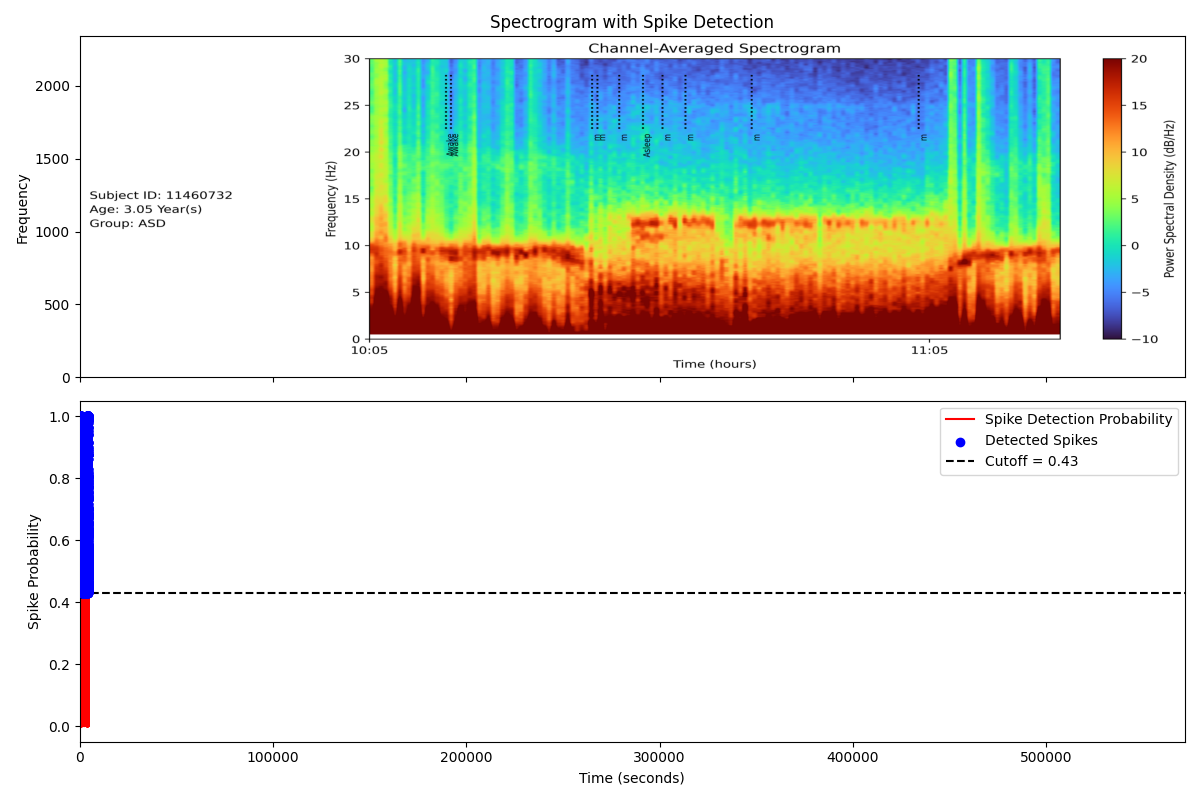 Spectrogram with Spike Detection
Channel-Averaged Spectrogram
Frequency
2000
1500
1000
500
0
Subject ID: 11460732
Age: 3.05 Year(s)
Group: ASD
Frequency (Hz)
30
25
20
15
10
5
0
Awake
Awake
m
m
m
Asleep
m
m
m
m
10:05
11:05
Time (hours)
20
15
10
5
0
−5
−10
Power Spectral Density (dB/Hz)
Spike Probability
1.0
0.8
0.6
0.4
0.2
0.0
Spike Detection Probability
Detected Spikes
Cutoff = 0.43
0
100000
200000
300000
400000
500000
Time (seconds)